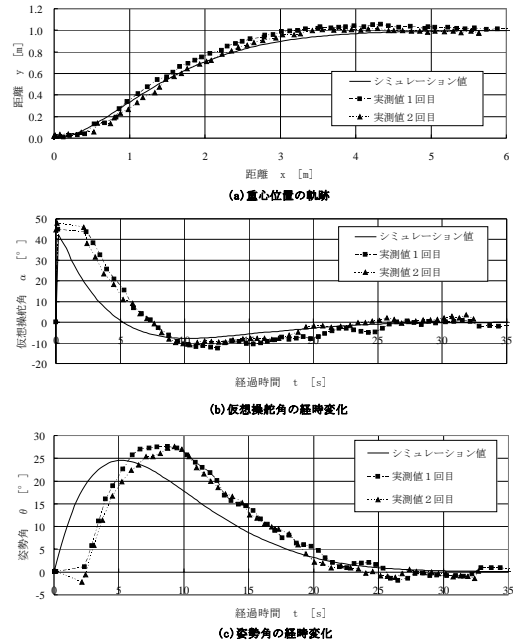 1.2
1.0
0.8
0.6
0.4
0.2
0.0
距離 y [m]
シミュレーション値
実測値1回目
実測値2回目
0 1 2 3 4 5 6
距離 x [m]
(a)重心位置の軌跡
50
40
30
20
10
0
-10
-20
仮想操舵角 α [°]
シミュレーション値
実測値1回目
実測値2回目
0 5 10 15 20 25 30 35
経過時間 t [s]
(b)仮想操舵角の経時変化
30
25
20
15
10
5
0
-5
姿勢角 θ [°]
シミュレーション値
実測値1回目
実測値2回目
0 5 10 15 20 25 30 35
経過時間 t [s]
(c)姿勢角の経時変化